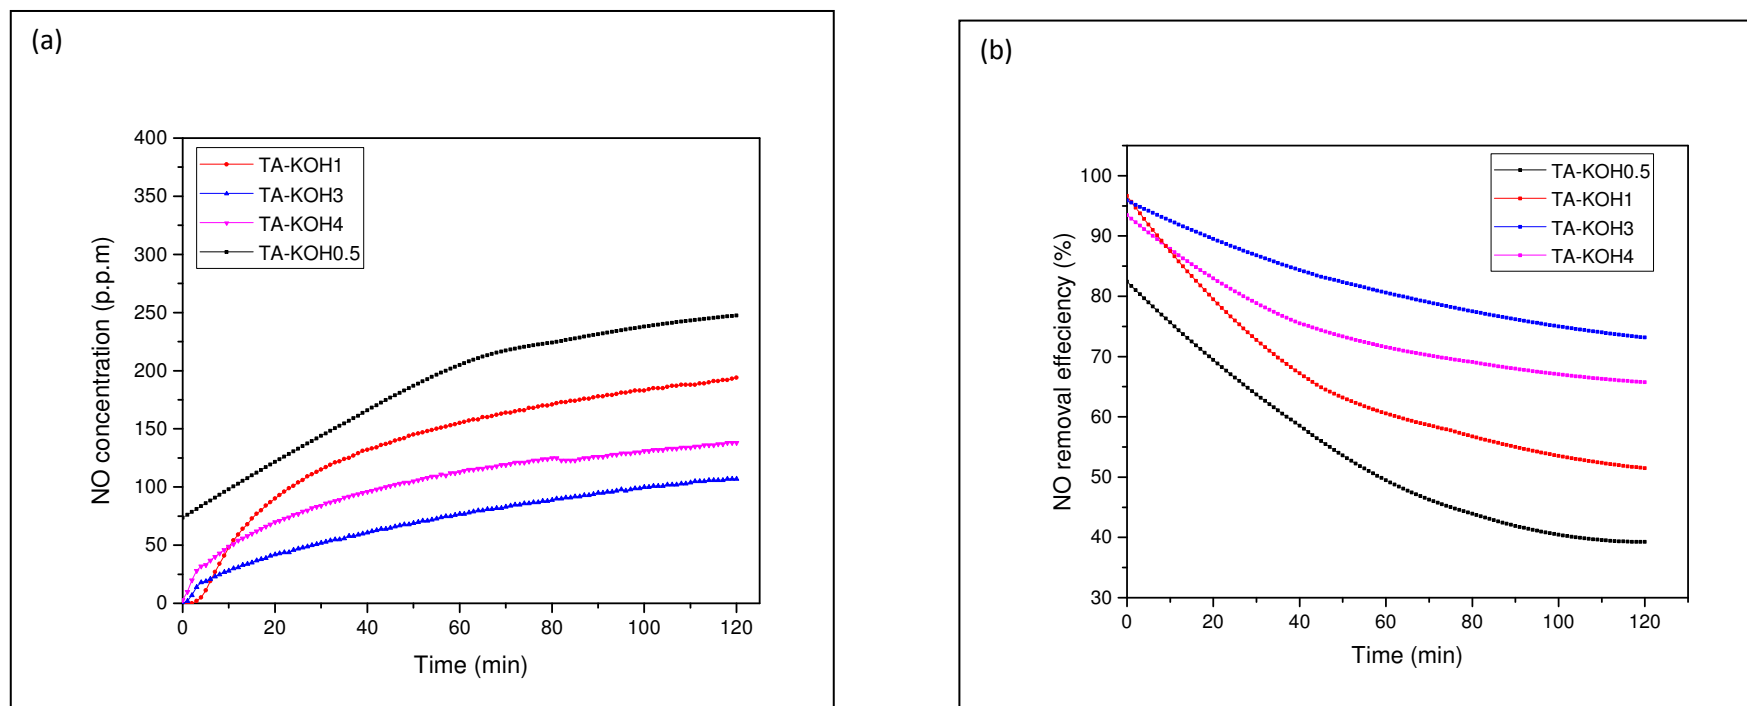 (a)
400
350
300
250
200
150
100
50
0
NO concentration (p.p.m)
TA-KOH1
TA-KOH3
TA-KOH4
TA-KOH0.5
0 20 40 60 80 100 120
Time (min)
(b)
100
90
80
70
60
50
40
30
NO removal effeciency (%)
TA-KOH0.5
TA-KOH1
TA-KOH3
TA-KOH4
0 20 40 60 80 100 120
Time (min)